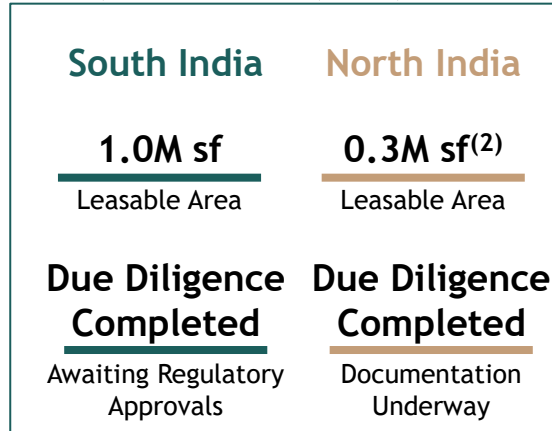 South India
1.0M sf
Leasable Area
Due Diligence
Completed
Awaiting Regulatory
Approvals
North India
0.3M sf(2)
Leasable Area
Due Diligence
Completed
Documentation
Underway